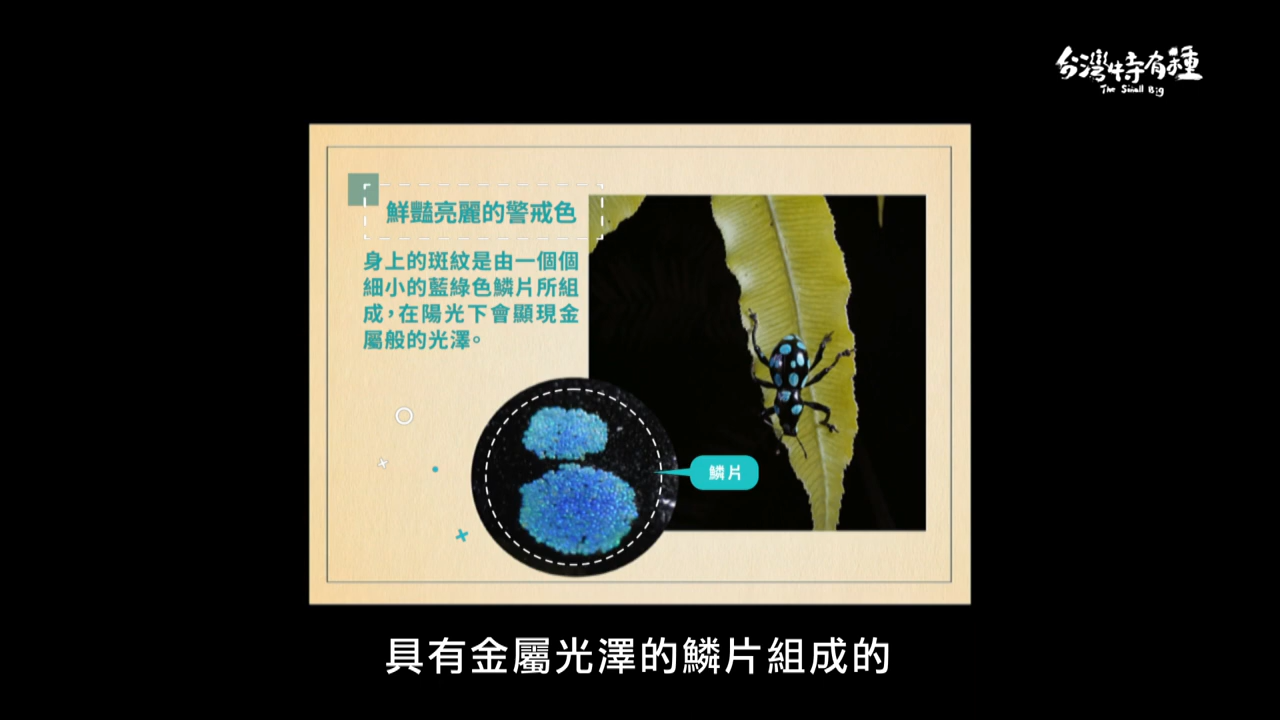 台灣特有種
The Small Big
鮮豔亮麗的警戒色
身上的斑紋是由一個個
細小的藍綠色鱗片所組
成，在陽光下會顯現金
屬般的光澤。
鱗片
具有金屬光澤的鱗片組成的